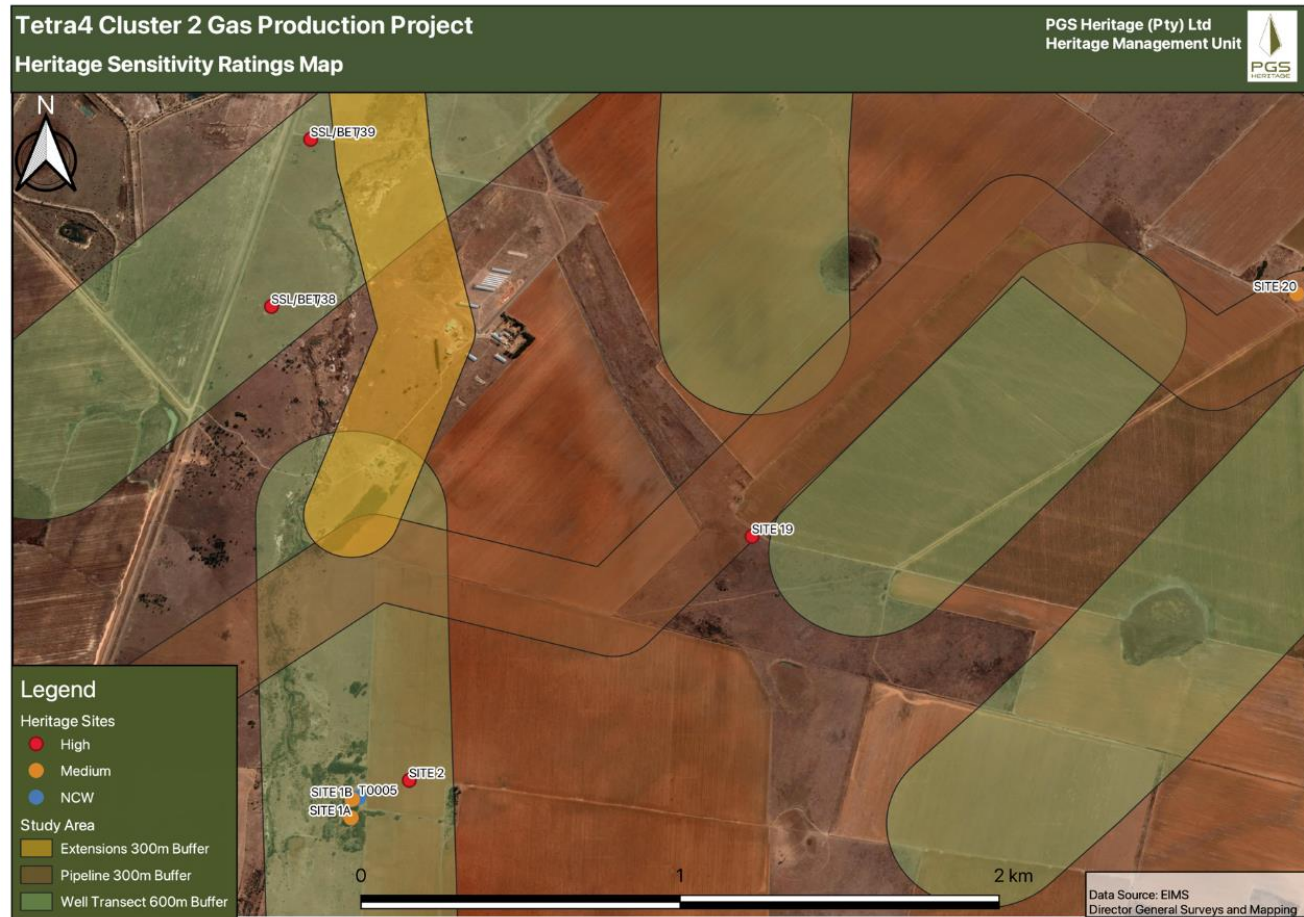 Tetra4 Cluster 2 Gas Production Project
Heritage Sensitivity Ratings Map
PGS Heritage (Pty) Ltd
Heritage Management Unit
PGS
HERITAGE
N
SSL/BET/39
SSL/BET/38
SITE 20
SITE 19
SITE 2
SITE 1B
T0005
SITE 1A
Legend
Heritage Sites
High
Medium
NCW
Study Area
Extensions 300m Buffer
Pipeline 300m Buffer
Well Transect 600m Buffer
0
1
2 km
Data Source: EIMS
Director General Surveys and Mapping